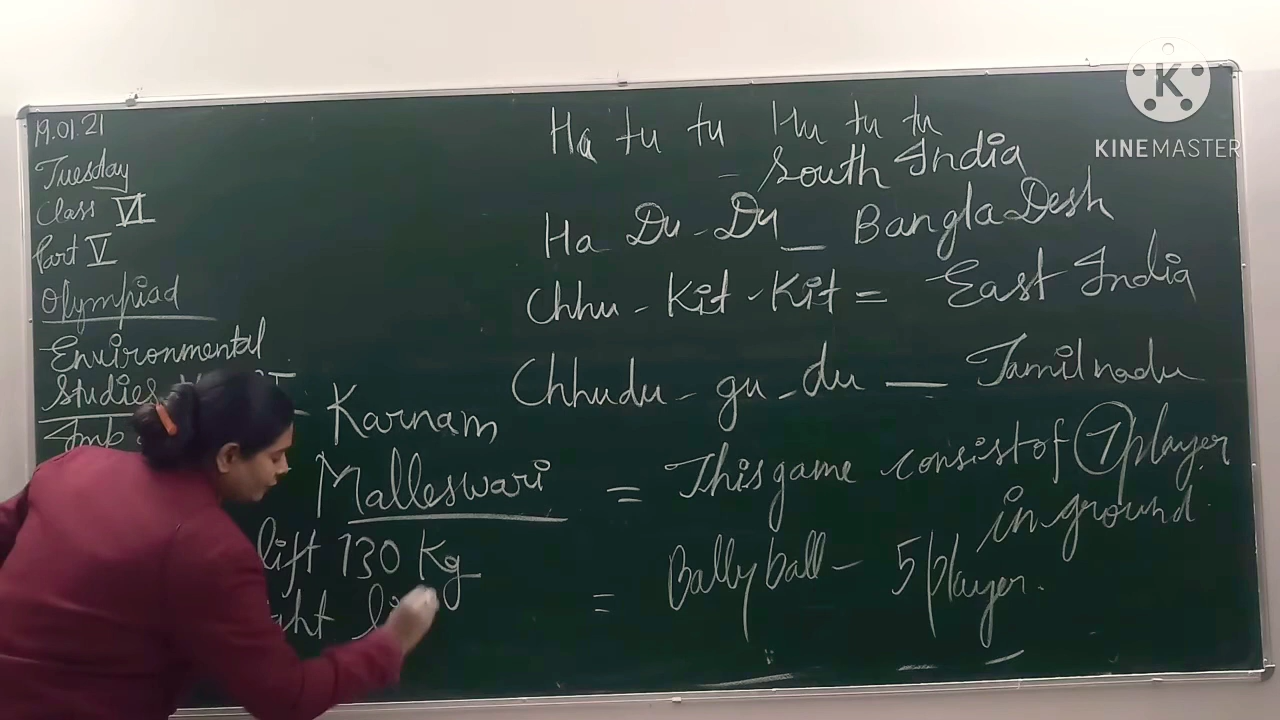 19.01.21
Tuesday
Class VI
Part V
Olympiad
Environmental
Studies
Imp
Ha tu tu Hu tu tu
- South India
Ha Du - Du - BanglaDesh
Chhu - Kit - Kit = East India
Chhudu - gu - du - Tamilnadu
Karnam
Malleswari
lift 130 Kg
= This game consist of 7 player
in ground.
= Ballyball - 5 player.
K
KINEMASTER